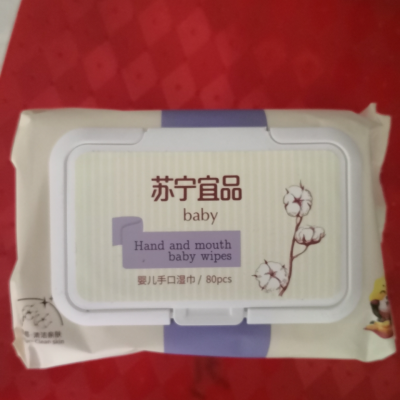 苏宁宜品
baby
Hand and mouth
baby wipes
婴儿手口湿巾 / 80pcs